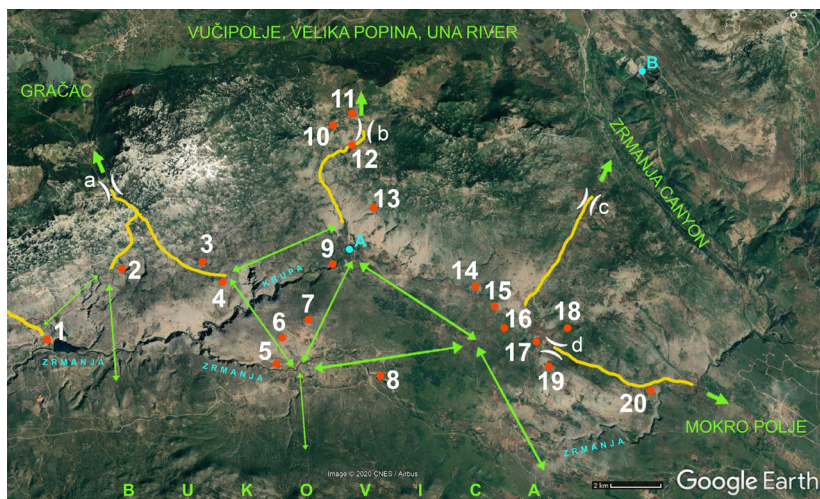 VUČIPOLJE, VELIKA POPINA, UNA RIVER
B
GRAČAC
11
10
b
12
ZRMANJA CANYON
a
c
13
3
A
9
2
KRUPA
4
14
15
7
16
18
6
1
17
d
5
ZRMANJA
ZRMANJA
8
19
20
MOKRO POLJE
ZRMANJA
Image © 2020 CNES / Airbus
2 km
Google Earth
B U K O V I C A